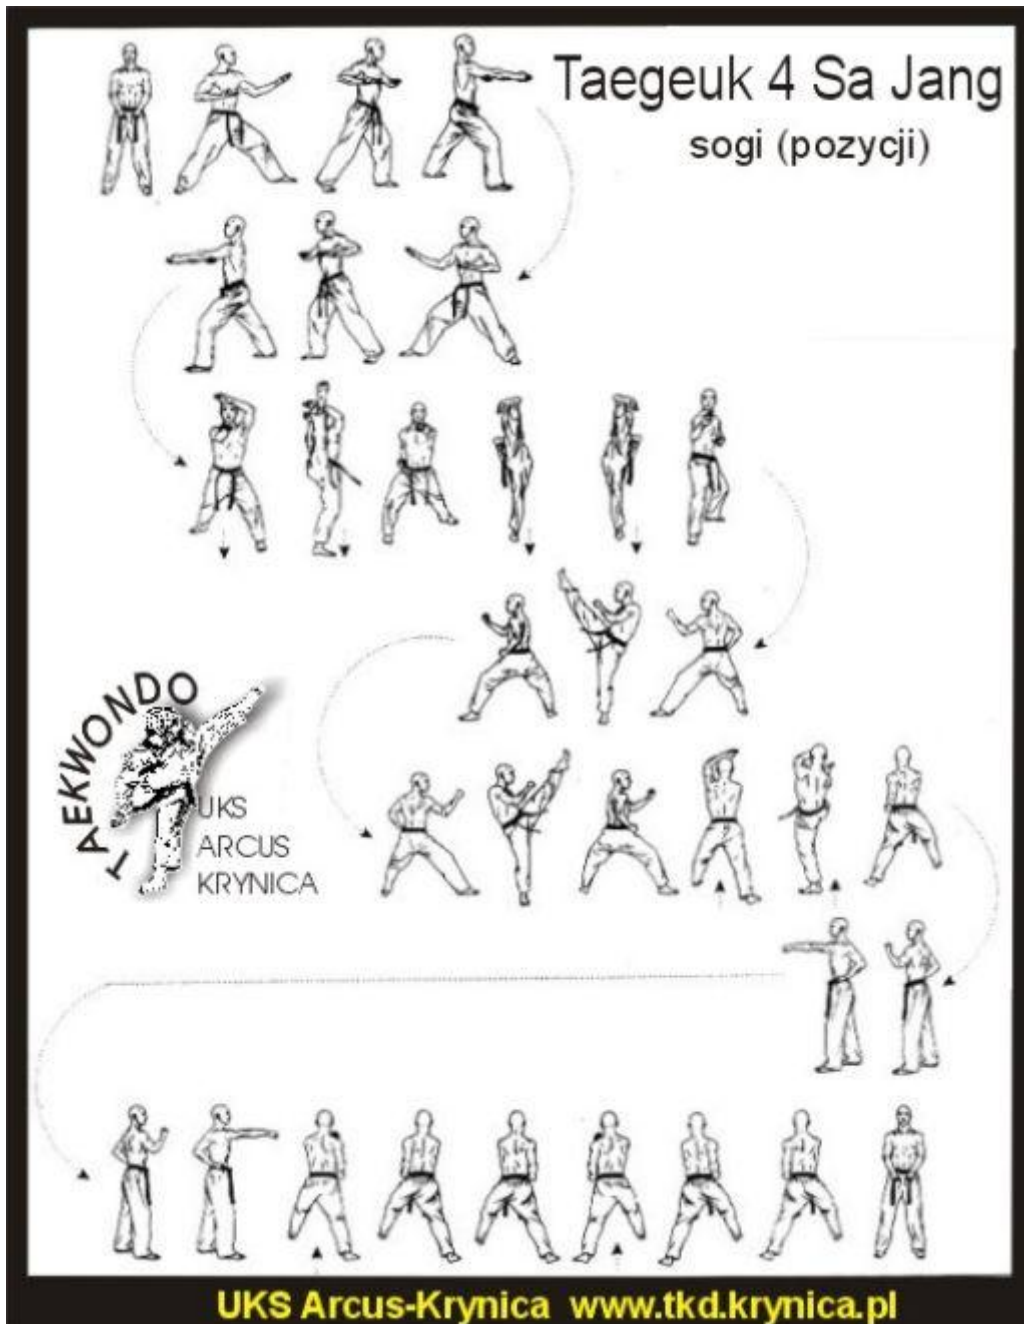 Taegeuk 4 Sa Jang
sogi (pozycji)
TAEKWONDO
UKS
ARCUS
KRYNICA
UKS Arcus-Krynica www.tkd.krynica.pl